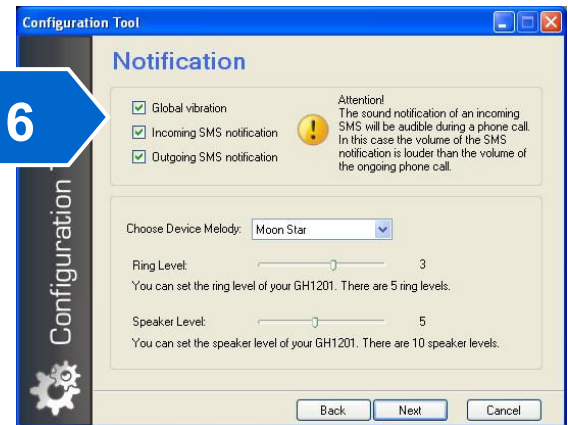 Configuration Tool
Notification
6
Global vibration
Incoming SMS notification
Outgoing SMS notification
Attention!
The sound notification of an incoming
SMS will be audible during a phone call.
In this case the volume of the SMS
notification is louder than the volume of
the ongoing phone call.
Configuration
Choose Device Melody: Moon Star
Ring Level: 3
You can set the ring level of your GH1201. There are 5 ring levels.
Speaker Level: 5
You can set the speaker level of your GH1201. There are 10 speaker levels.
Back Next Cancel